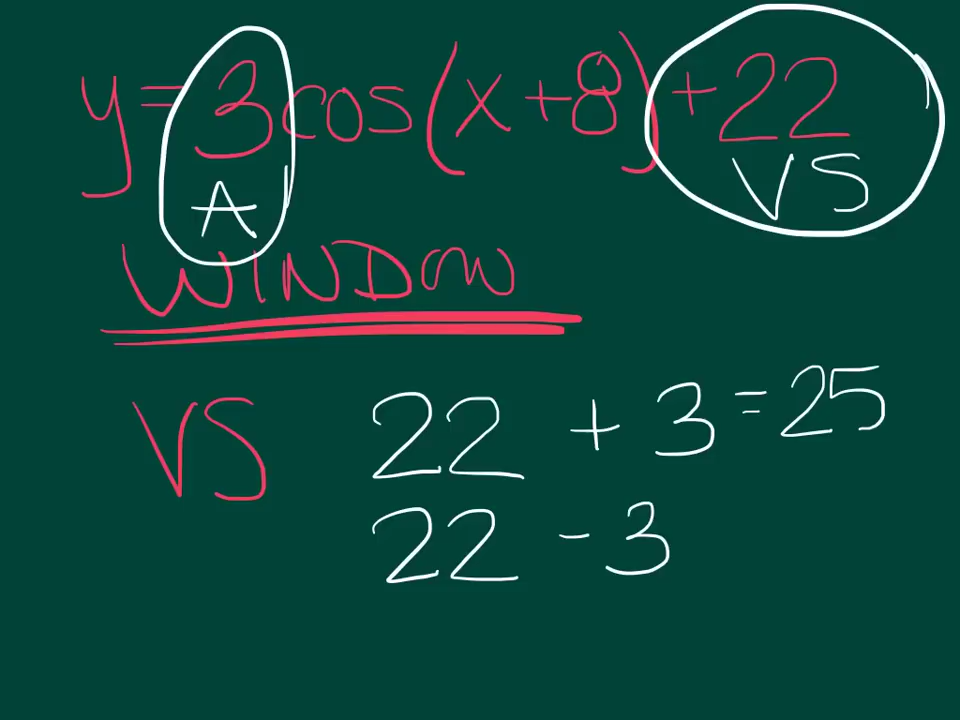 y = 3cos(x+8)+22
A VS
WINDOW
VS 22 + 3 = 25
22 - 3